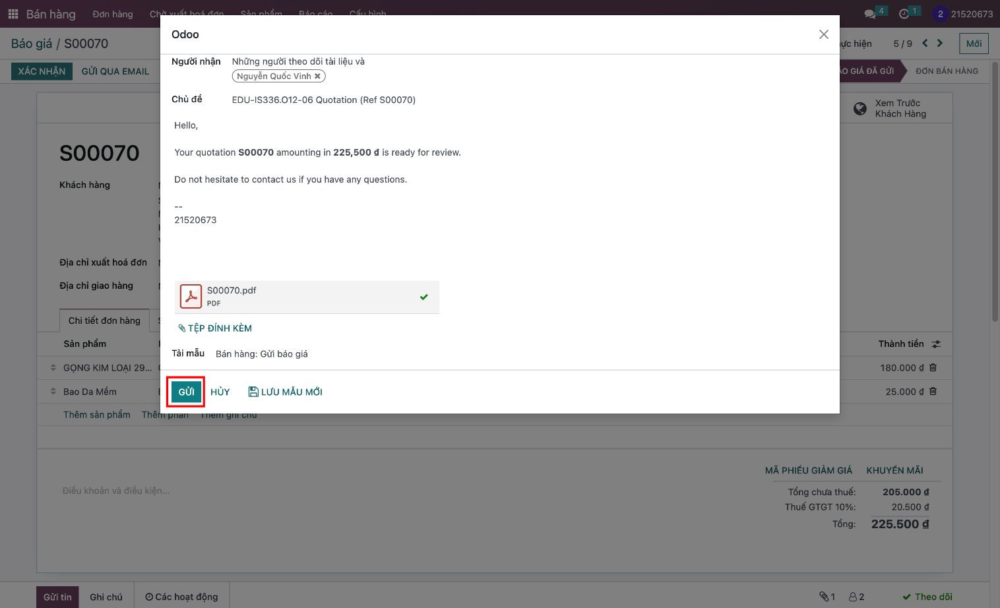 Bán hàng Đơn hàng Chờ xuất hoá đơn Sản phẩm Báo cáo Cấu hình 4 1 2 21520673
Báo giá / S00070
ực hiện 5 / 9 Mới
XÁC NHẬN GỬI QUA EMAIL
ÁO GIÁ ĐÃ GỬI ĐƠN BÁN HÀNG
Odoo
Người nhận Những người theo dõi tài liệu và
Nguyễn Quốc Vinh
Chủ đề EDU-IS336.O12-06 Quotation (Ref S00070)
Hello,
Your quotation S00070 amounting in 225,500 ₫ is ready for review.
Do not hesitate to contact us if you have any questions.
--
21520673
S00070.pdf
PDF
TỆP ĐÍNH KÈM
Tải mẫu Bán hàng: Gửi báo giá
GỬI HỦY LƯU MẪU MỚI
Xem Trước
Khách Hàng
S00070
Khách hàng
Địa chỉ xuất hoá đơn
Địa chỉ giao hàng
Chi tiết đơn hàng
Sản phẩm Thành tiền
GỌNG KIM LOẠI 29... 180.000 ₫
Bao Da Mềm 25.000 ₫
Thêm sản phẩm Thêm phần Thêm ghi chú
MÃ PHIẾU GIẢM GIÁ KHUYẾN MÃI
Điều khoản và điều kiện...
Tổng chưa thuế: 205.000 ₫
Thuế GTGT 10%: 20.500 ₫
Tổng: 225.500 ₫
Gửi tin Ghi chú Các hoạt động 1 2 Theo dõi